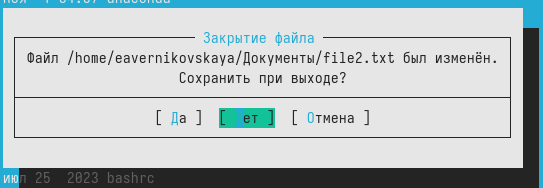 Закрытие файла
Файл /home/eavernikovskaya/Документы/file2.txt был изменён.
Сохранить при выходе?
[ Да ] [ Нет ] [ Отмена ]
июл 25 2023 bashrc